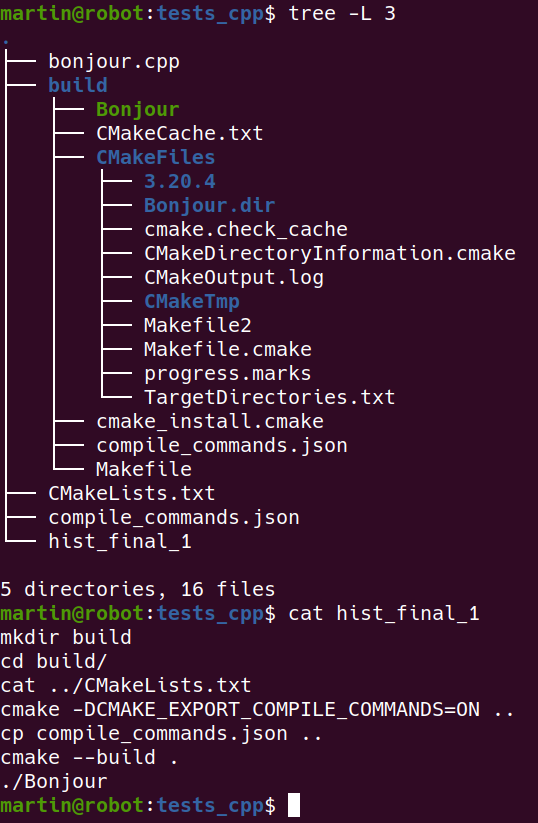 martin@robot:tests_cpp$ tree -L 3
.
├── bonjour.cpp
├── build
│   ├── Bonjour
│   ├── CMakeCache.txt
│   ├── CMakeFiles
│   │   ├── 3.20.4
│   │   ├── Bonjour.dir
│   │   ├── cmake.check_cache
│   │   ├── CMakeDirectoryInformation.cmake
│   │   ├── CMakeOutput.log
│   │   ├── CMakeTmp
│   │   ├── Makefile2
│   │   ├── Makefile.cmake
│   │   ├── progress.marks
│   │   └── TargetDirectories.txt
│   ├── cmake_install.cmake
│   ├── compile_commands.json
│   └── Makefile
├── CMakeLists.txt
├── compile_commands.json
└── hist_final_1

5 directories, 16 files
martin@robot:tests_cpp$ cat hist_final_1
mkdir build
cd build/
cat ../CMakeLists.txt
cmake -DCMAKE_EXPORT_COMPILE_COMMANDS=ON ..
cp compile_commands.json ..
cmake --build .
./Bonjour
martin@robot:tests_cpp$